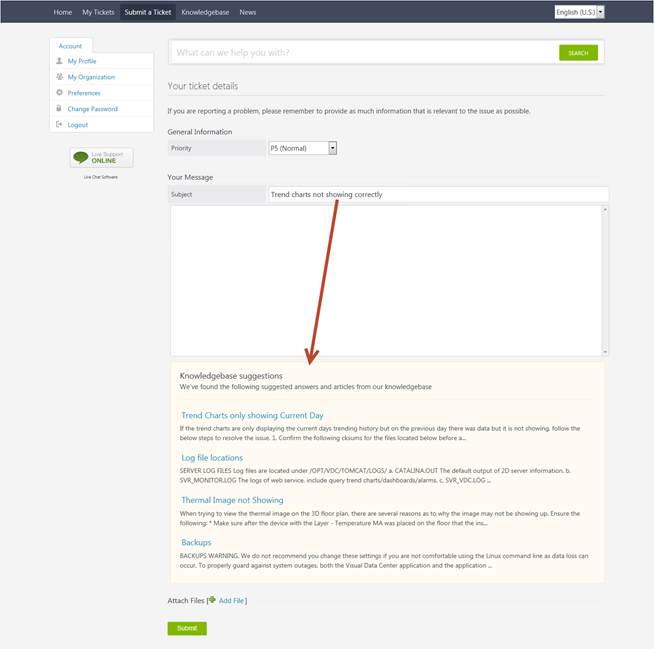 Home My Tickets Submit a Ticket Knowledgebase News English (U.S.)
Account
My Profile
My Organization
Preferences
Change Password
Logout
Live Support
ONLINE
Live Chat Software
What can we help you with?
SEARCH
Your ticket details
If you are reporting a problem, please remember to provide as much information that is relevant to the issue as possible.
General Information
Priority P5 (Normal)
Your Message
Subject Trend charts not showing correctly
Knowledgebase suggestions
We've found the following suggested answers and articles from our knowledgebase
Trend Charts only showing Current Day
If the trend charts are only displaying the current days trending history but on the previous day there was data but it is not showing, follow the
below steps to resolve the issue. 1. Confirm the following cksums for the files located below before a...
Log file locations
SERVER LOG FILES Log files are located under /OPT/VDC/TOMCAT/LOGS/ a. CATALINA.OUT The default output of 2D server information. b.
SVR_MONITOR.LOG The logs of web service, include query trend charts/dashboards/alarms. c. SVR_VDC.LOG ...
Thermal Image not Showing
When trying to view the thermal image on the 3D floor plan, there are several reasons as to why the image may not be showing up. Ensure the
following: * Make sure after the device with the Layer - Temperature MA was placed on the floor that the ins...
Backups
BACKUPS WARNING, We do not recommend you change these settings if you are not comfortable using the Linux command line as data loss can
occur. To properly guard against system outages, both the Visual Data Center application and the application ...
Attach Files [ Add File ]
Submit